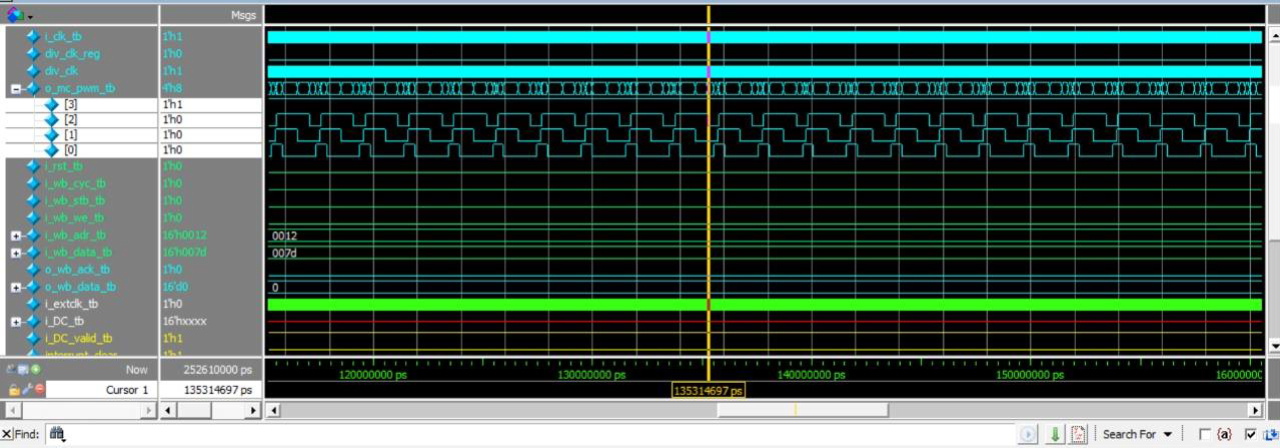 Msgs
i_clk_tb 1'h1
div_clk_reg 1'h0
div_clk 1'h1
o_mc_pwm_tb 4'h8
[3] 1'h1
[2] 1'h0
[1] 1'h0
[0] 1'h0
i_rst_tb 1'h0
i_wb_cyc_tb 1'h0
i_wb_stb_tb 1'h0
i_wb_we_tb 1'h0
i_wb_adr_tb 16'h0012 0012
i_wb_data_tb 16'h007d 007d
o_wb_ack_tb 1'h0
o_wb_data_tb 16'd0 0
i_extclk_tb 1'h0
i_DC_tb 16'hxxxx
i_DC_valid_tb 1'h1
interrupt_clear 1'h1
Now 252610000 ps 120000000 ps 130000000 ps 140000000 ps 150000000 ps 16000000
Cursor 1 135314697 ps 135314697 ps
Find: Search For (a)